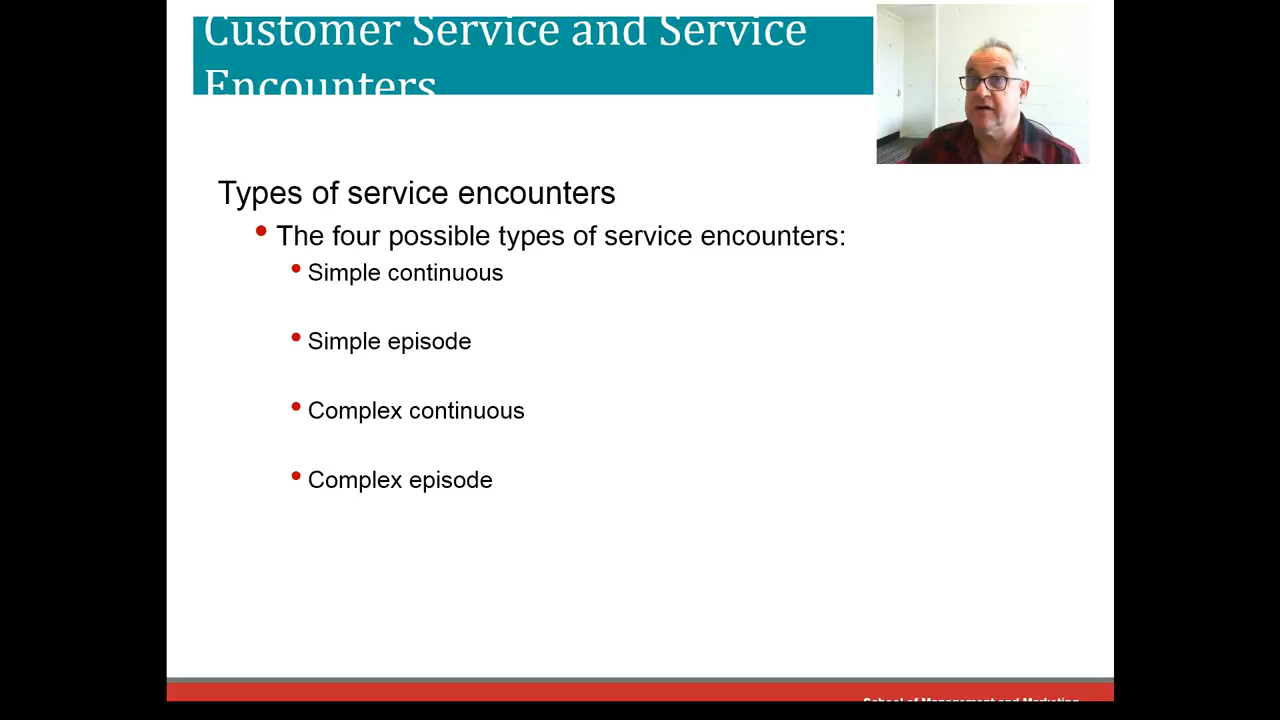 Customer Service and Service
Encounters
Types of service encounters
The four possible types of service encounters:
Simple continuous
Simple episode
Complex continuous
Complex episode
School of Management and Marketing